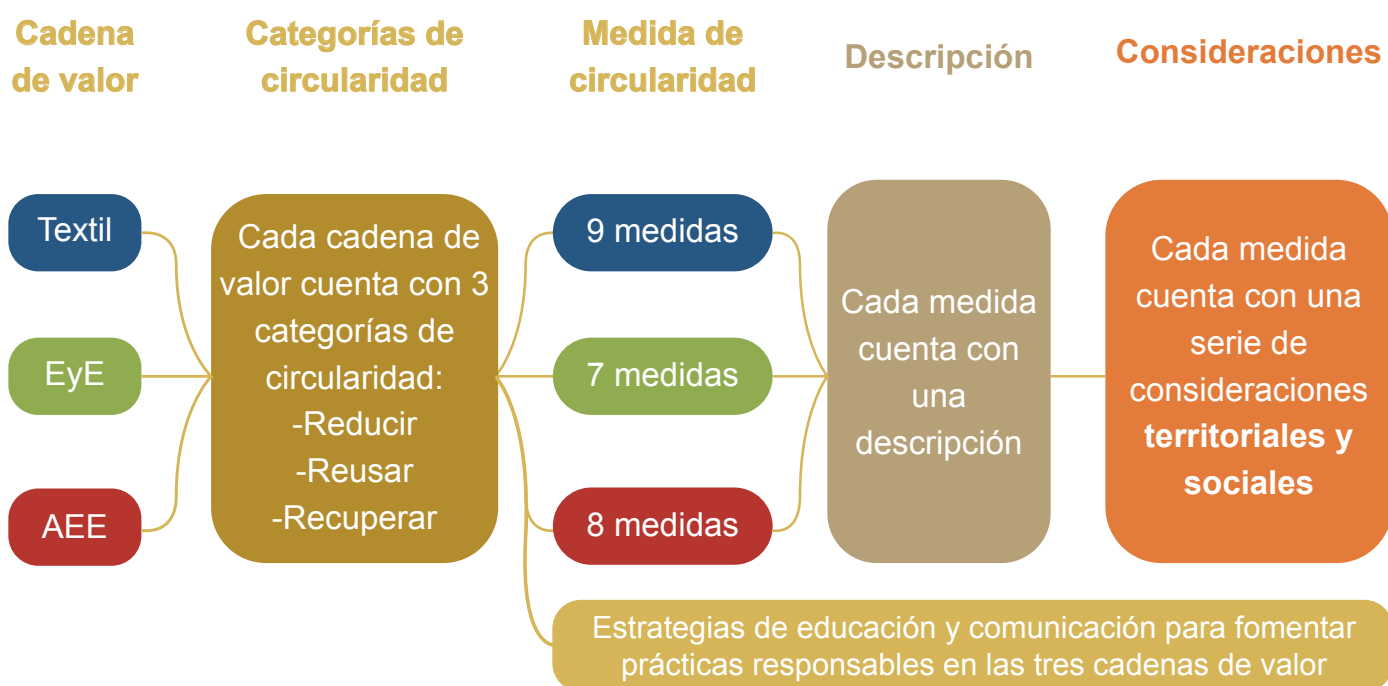 Cadena
de valor
Categorías de
circularidad
Medida de
circularidad
Descripción
Consideraciones
Textil
EyE
AEE
Cada cadena de
valor cuenta con 3
categorías de
circularidad:
-Reducir
-Reusar
-Recuperar
9 medidas
7 medidas
8 medidas
Cada medida
cuenta con
una
descripción
Cada medida
cuenta con una
serie de
consideraciones
territoriales y
sociales
Estrategias de educación y comunicación para fomentar
prácticas responsables en las tres cadenas de valor